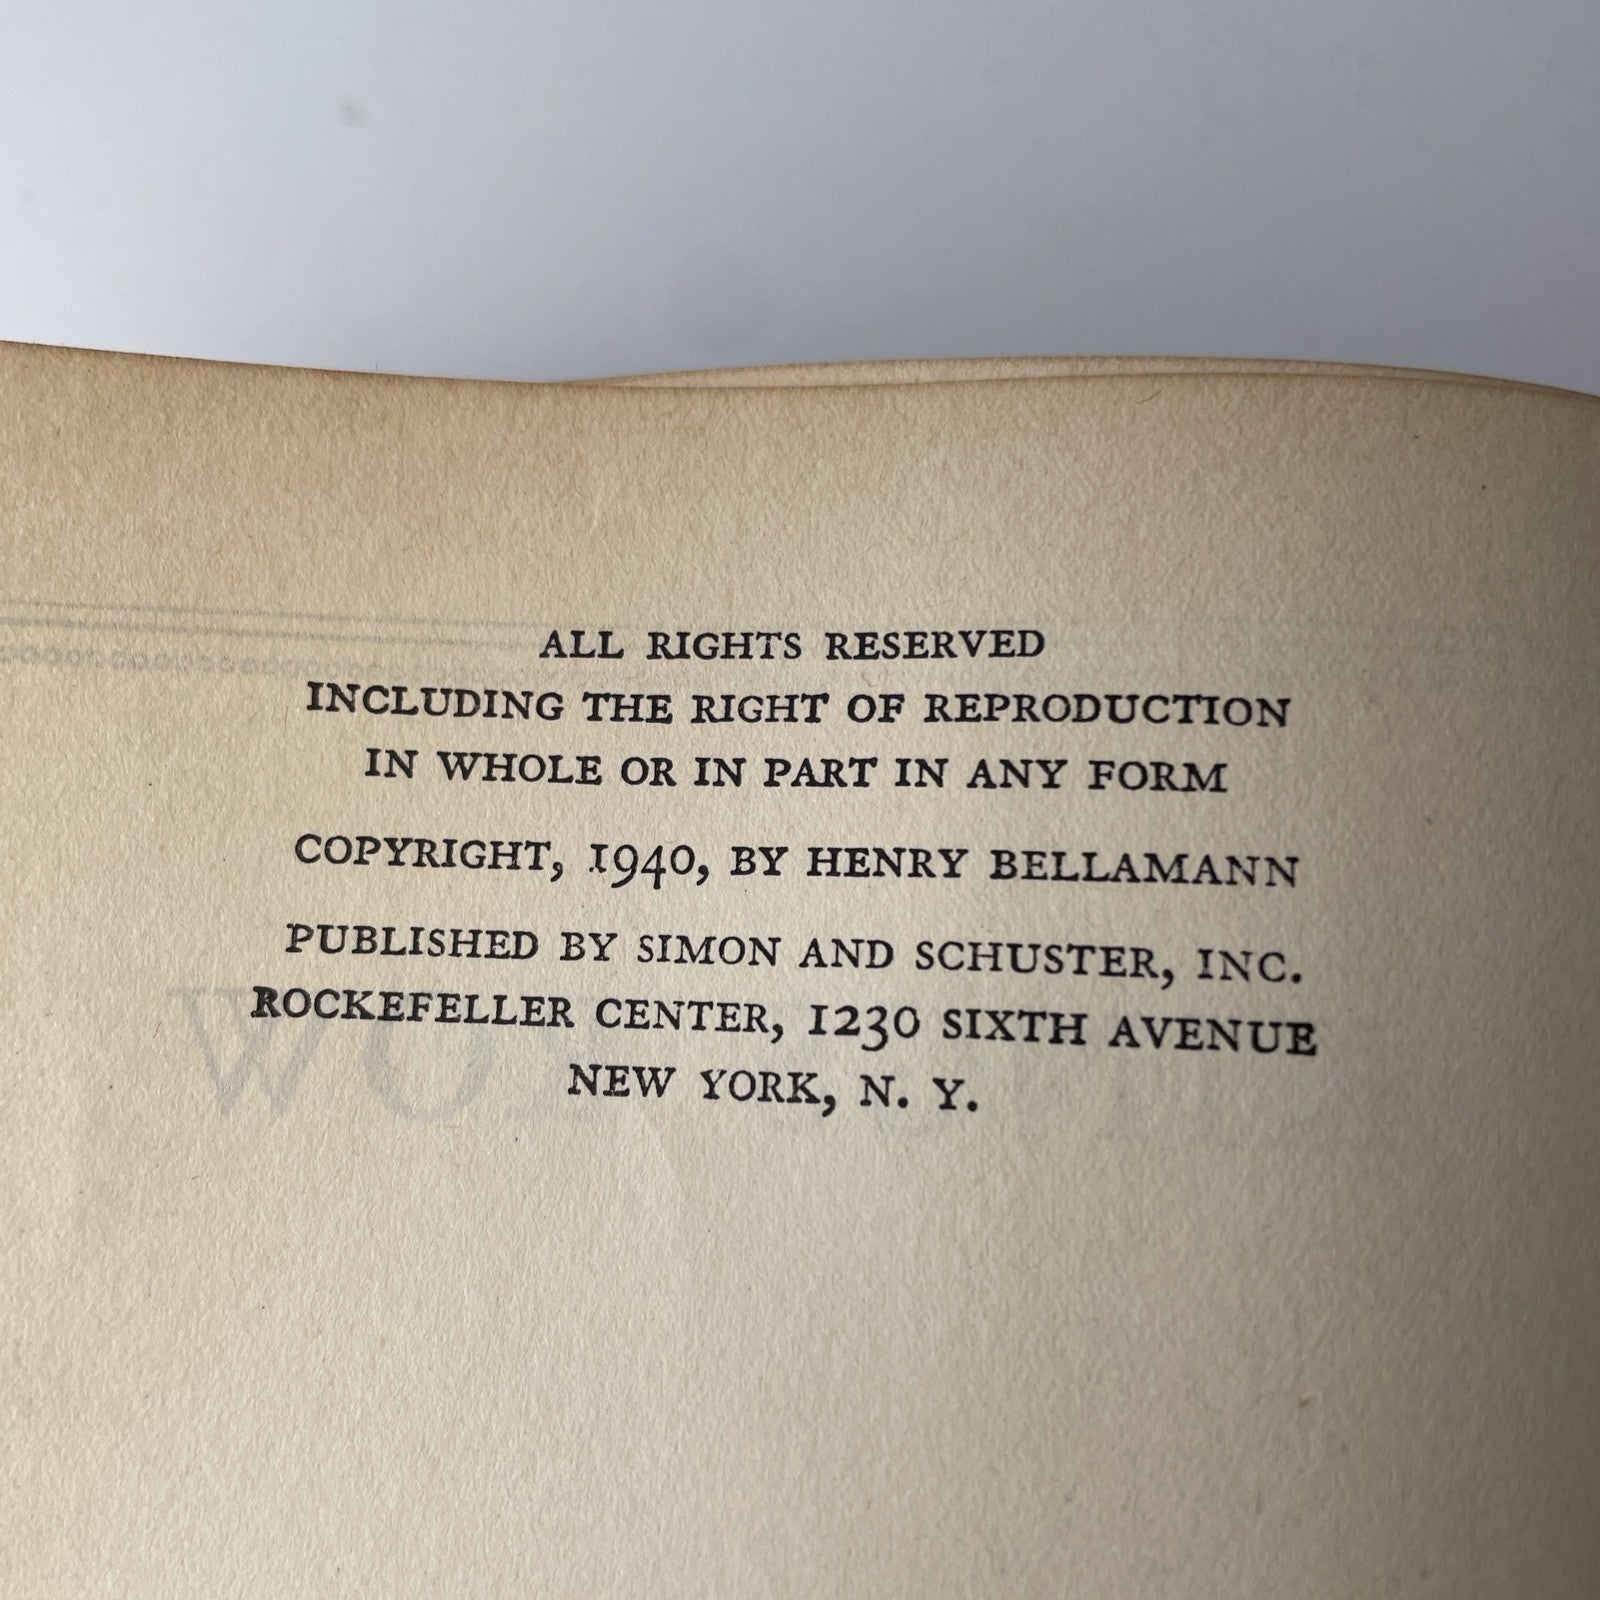 ALL RIGHTS RESERVED
INCLUDING THE RIGHT OF REPRODUCTION
IN WHOLE OR IN PART IN ANY FORM
COPYRIGHT, 1940, BY HENRY BELLAMANN
PUBLISHED BY SIMON AND SCHUSTER, INC.
ROCKEFELLER CENTER, 1230 SIXTH AVENUE
NEW YORK, N. Y.